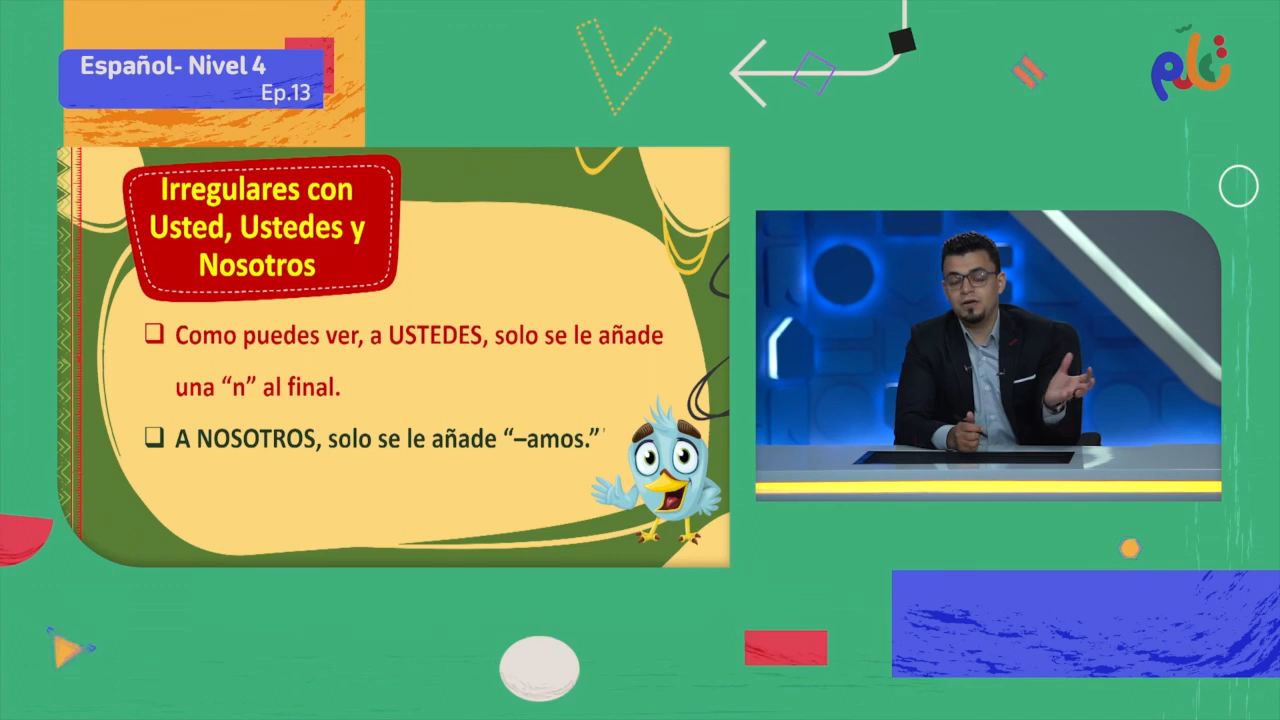 Español- Nivel 4
Ep.13
تلم
Irregulares con
Usted, Ustedes y
Nosotros
Como puedes ver, a USTEDES, solo se le añade
una “n” al final.
A NOSOTROS, solo se le añade “–amos.”